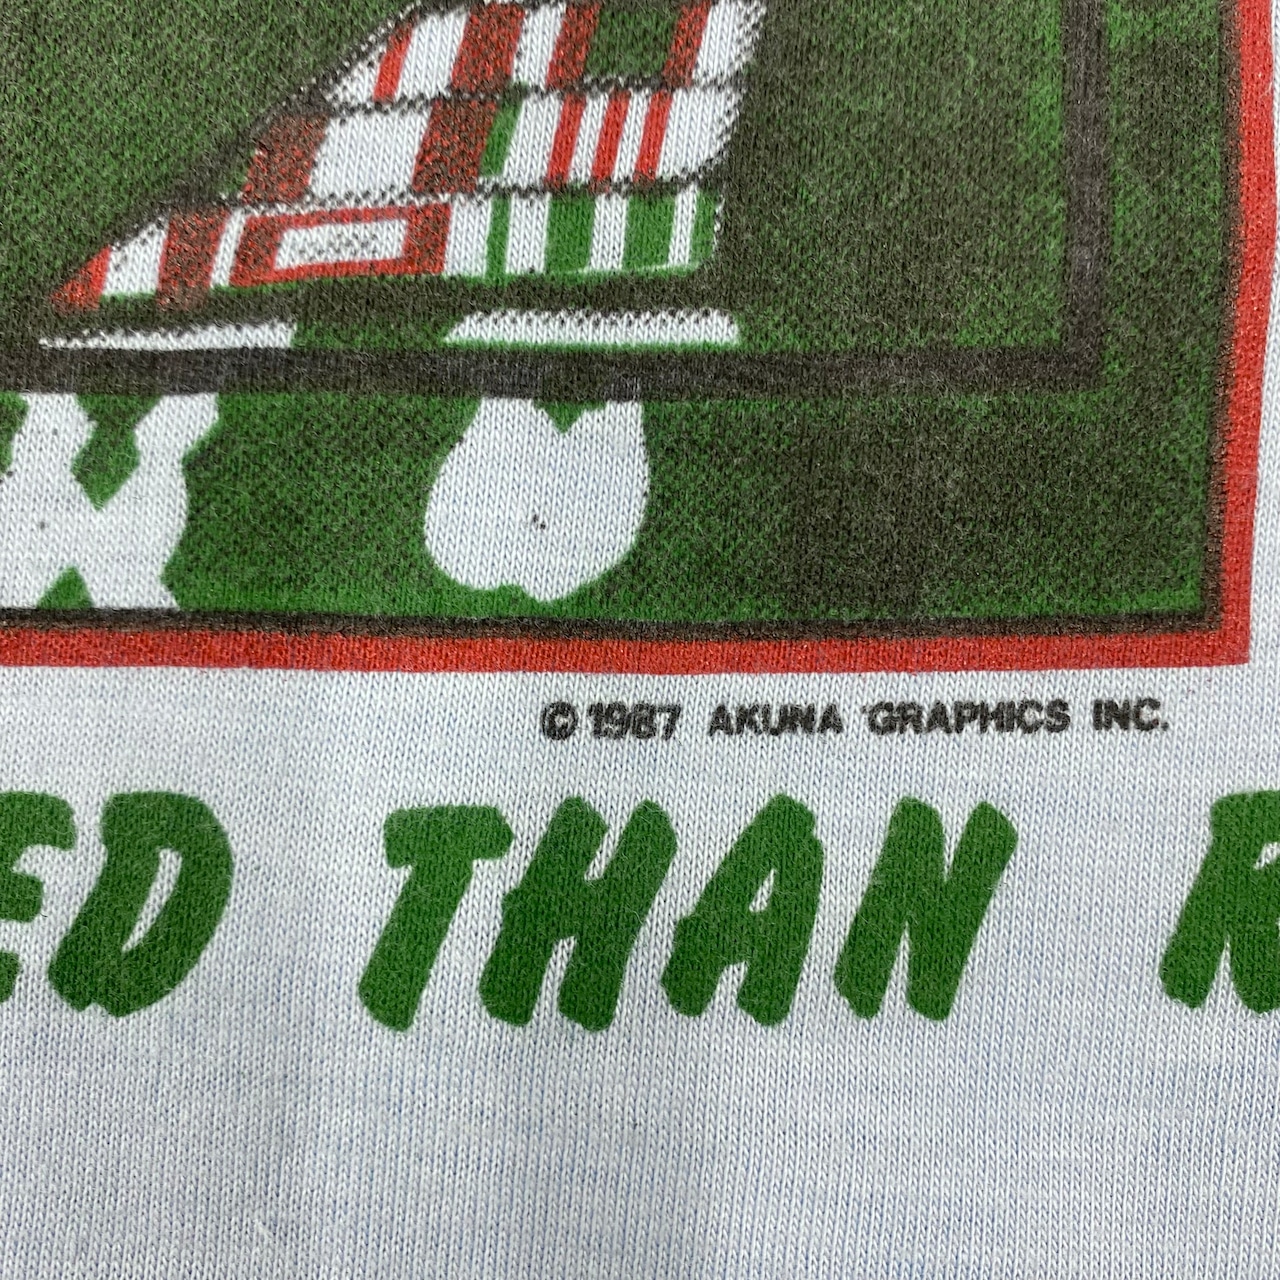 © 1987 AKUNA GRAPHICS INC.
ED THAN R